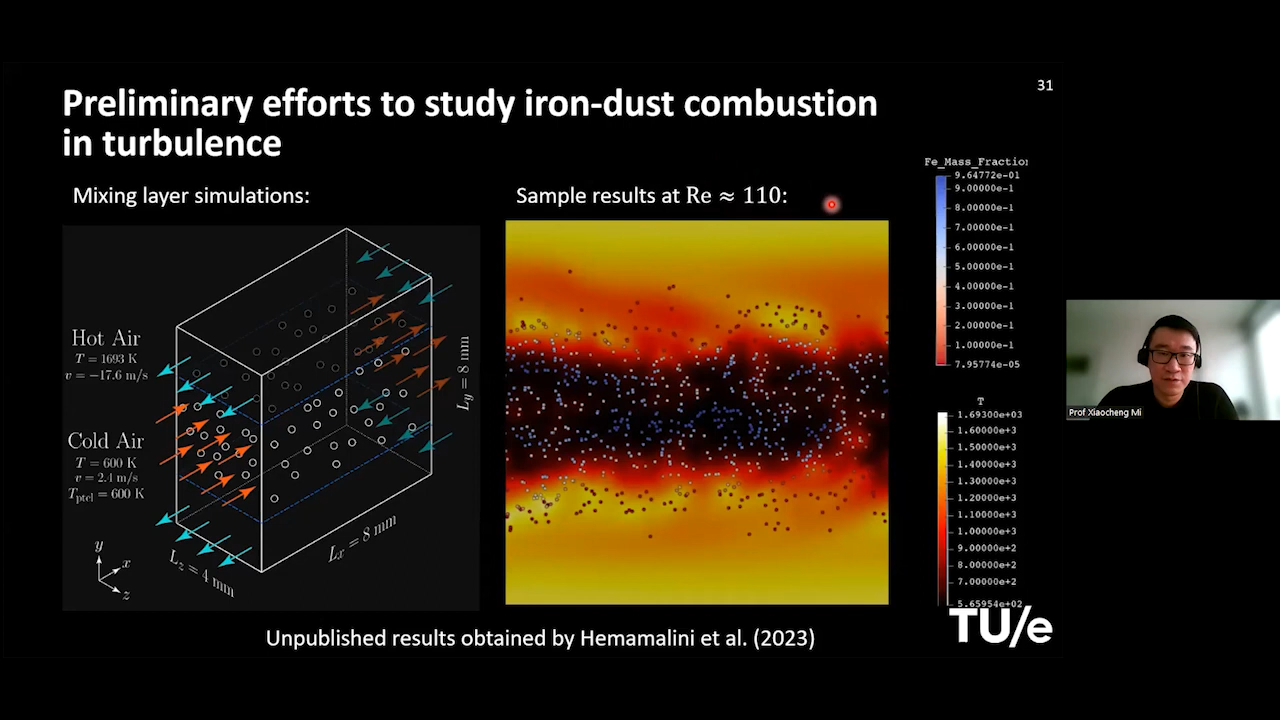 31
Preliminary efforts to study iron-dust combustion
in turbulence
Mixing layer simulations:
Sample results at Re ≈ 110:
Hot Air
T = 1693 K
v = −17.6 m/s
Cold Air
T = 600 K
v = 2.4 m/s
Tptcl = 600 K
Ly = 8 mm
Lx = 8 mm
Lz = 4 mm
y
x
z
Fe_Mass_Fraction
9.64772e-01
9.00000e-1
8.00000e-1
7.00000e-1
6.00000e-1
5.00000e-1
4.00000e-1
3.00000e-1
2.00000e-1
1.00000e-1
7.95774e-05
T
1.69300e+03
1.60000e+3
1.50000e+3
1.40000e+3
1.30000e+3
1.20000e+3
1.10000e+3
1.00000e+3
9.00000e+2
8.00000e+2
7.00000e+2
5.65954e+02
Unpublished results obtained by Hemamalini et al. (2023)
TU/e
Prof Xiaocheng Mi